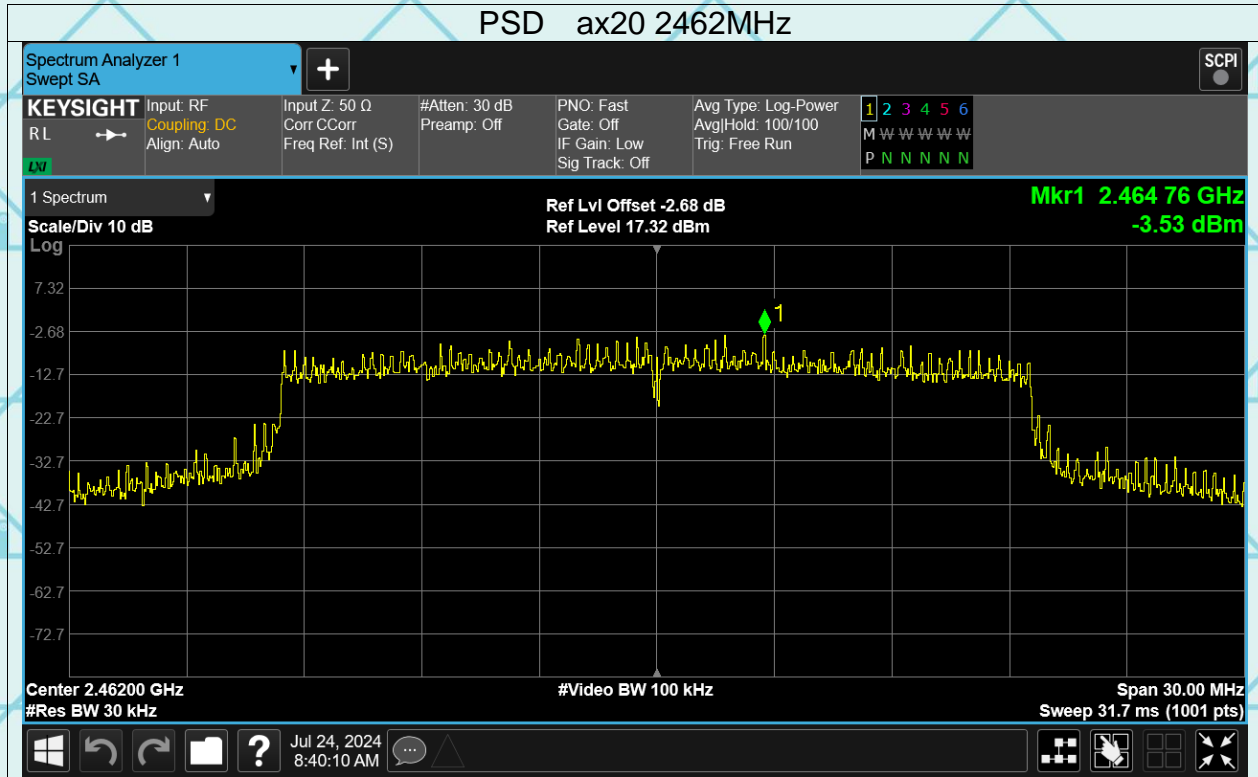 PSD ax20 2462MHz
Spectrum Analyzer 1
Swept SA
+
SCPI
KEYSIGHT
RL
LXI
Input: RF
Coupling: DC
Align: Auto
Input Z: 50 Ω
Corr CCorr
Freq Ref: Int (S)
#Atten: 30 dB
Preamp: Off
PNO: Fast
Gate: Off
IF Gain: Low
Sig Track: Off
Avg Type: Log-Power
Avg|Hold: 100/100
Trig: Free Run
1 2 3 4 5 6
M W W W W W
P N N N N N
1 Spectrum
Scale/Div 10 dB
Ref Lvl Offset -2.68 dB
Ref Level 17.32 dBm
Mkr1 2.464 76 GHz
-3.53 dBm
Log
7.32
-2.68
-12.7
-22.7
-32.7
-42.7
-52.7
-62.7
-72.7
1
Center 2.46200 GHz
#Res BW 30 kHz
#Video BW 100 kHz
Span 30.00 MHz
Sweep 31.7 ms (1001 pts)
?
Jul 24, 2024
8:40:10 AM